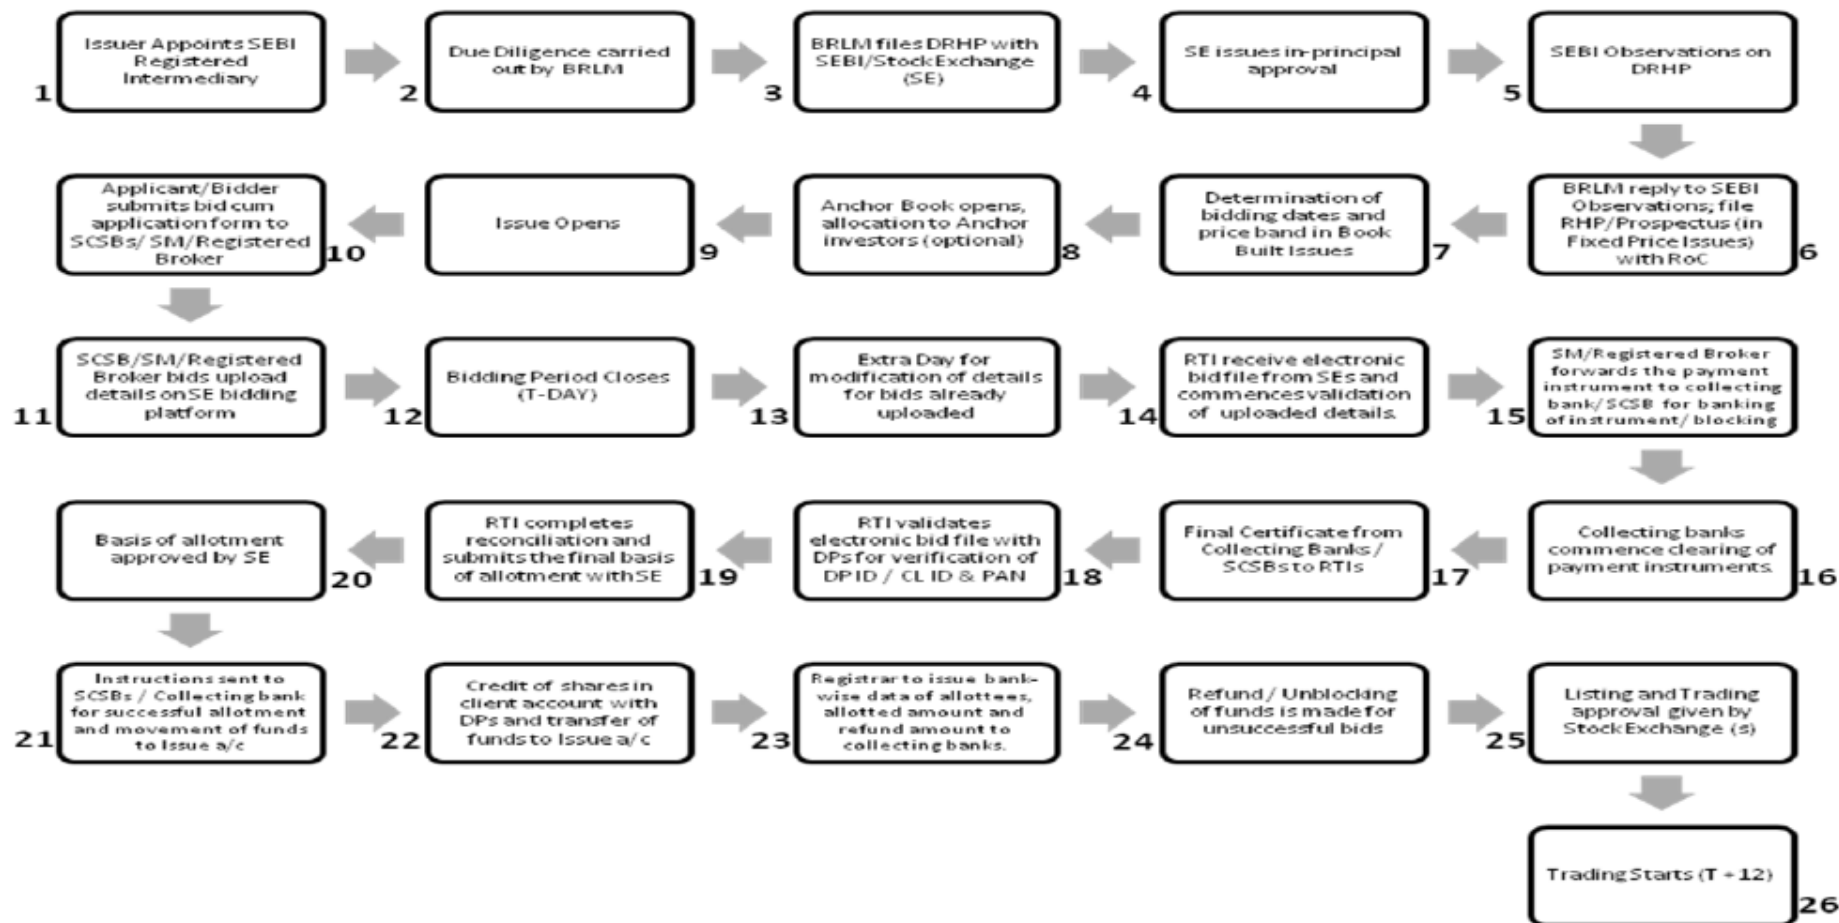 Issuer Appoints SEBI
Registered
Intermediary
1
Due Diligence carried
out by BRLM
2
BRLM files DRHP with
SEBI/Stock Exchange
(SE)
3
SE issues in-principal
approval
4
SEBI Observations on
DRHP
5
BRLM reply to SEBI
Observations; file
RHP/Prospectus (in
Fixed Price Issues)
with RoC
6
Determination of
bidding dates and
price band in Book
Built Issues
7
Anchor Book opens,
allocation to Anchor
investors (optional)
8
Issue Opens
9
Applicant/Bidder
submits bid cum
application form to
SCSBs/ SM/Registered
Broker
10
SCSB/SM/Registered
Broker bids upload
details on SE bidding
platform
11
Bidding Period Closes
(T-DAY)
12
Extra Day for
modification of details
for bids already
uploaded
13
RTI receive electronic
bid file from SEs and
commences validation
of uploaded details.
14
SM/Registered Broker
forwards the payment
instrument to collecting
bank/ SCSB for banking
of instrument/ blocking
15
Collecting banks
commence clearing of
payment instruments.
16
Final Certificate from
Collecting Banks /
SCSBs to RTIs
17
RTI validates
electronic bid file with
DPs for verification of
DP ID / CL ID & PAN
18
RTI completes
reconciliation and
submits the final basis
of allotment with SE
19
Basis of allotment
approved by SE
20
Instructions sent to
SCSBs / Collecting bank
for successful allotment
and movement of funds
to Issue a/c
21
Credit of shares in
client account with
DPs and transfer of
funds to Issue a/c
22
Registrar to issue bank-
wise data of allottees,
allotted amount and
refund amount to
collecting banks.
23
Refund / Unblocking
of funds is made for
unsuccessful bids
24
Listing and Trading
approval given by
Stock Exchange (s)
25
Trading Starts (T + 12)
26